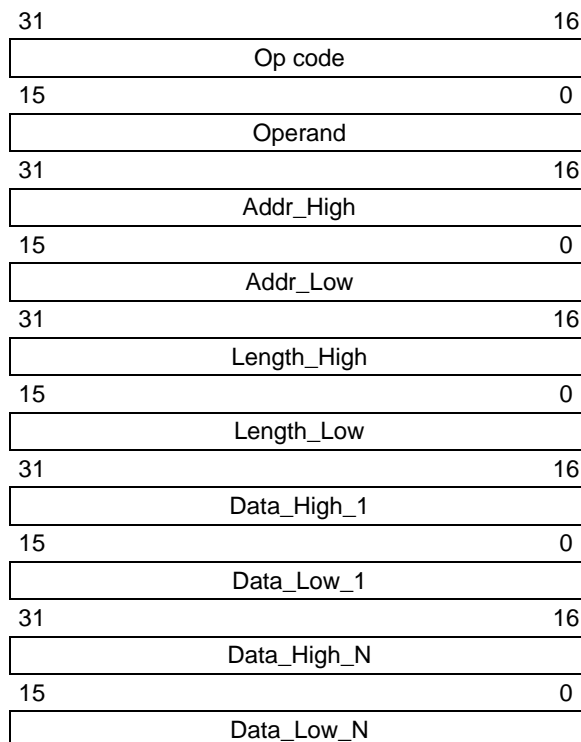 31 16
Op code
15 0
Operand
31 16
Addr_High
15 0
Addr_Low
31 16
Length_High
15 0
Length_Low
31 16
Data_High_1
15 0
Data_Low_1
31 16
Data_High_N
15 0
Data_Low_N